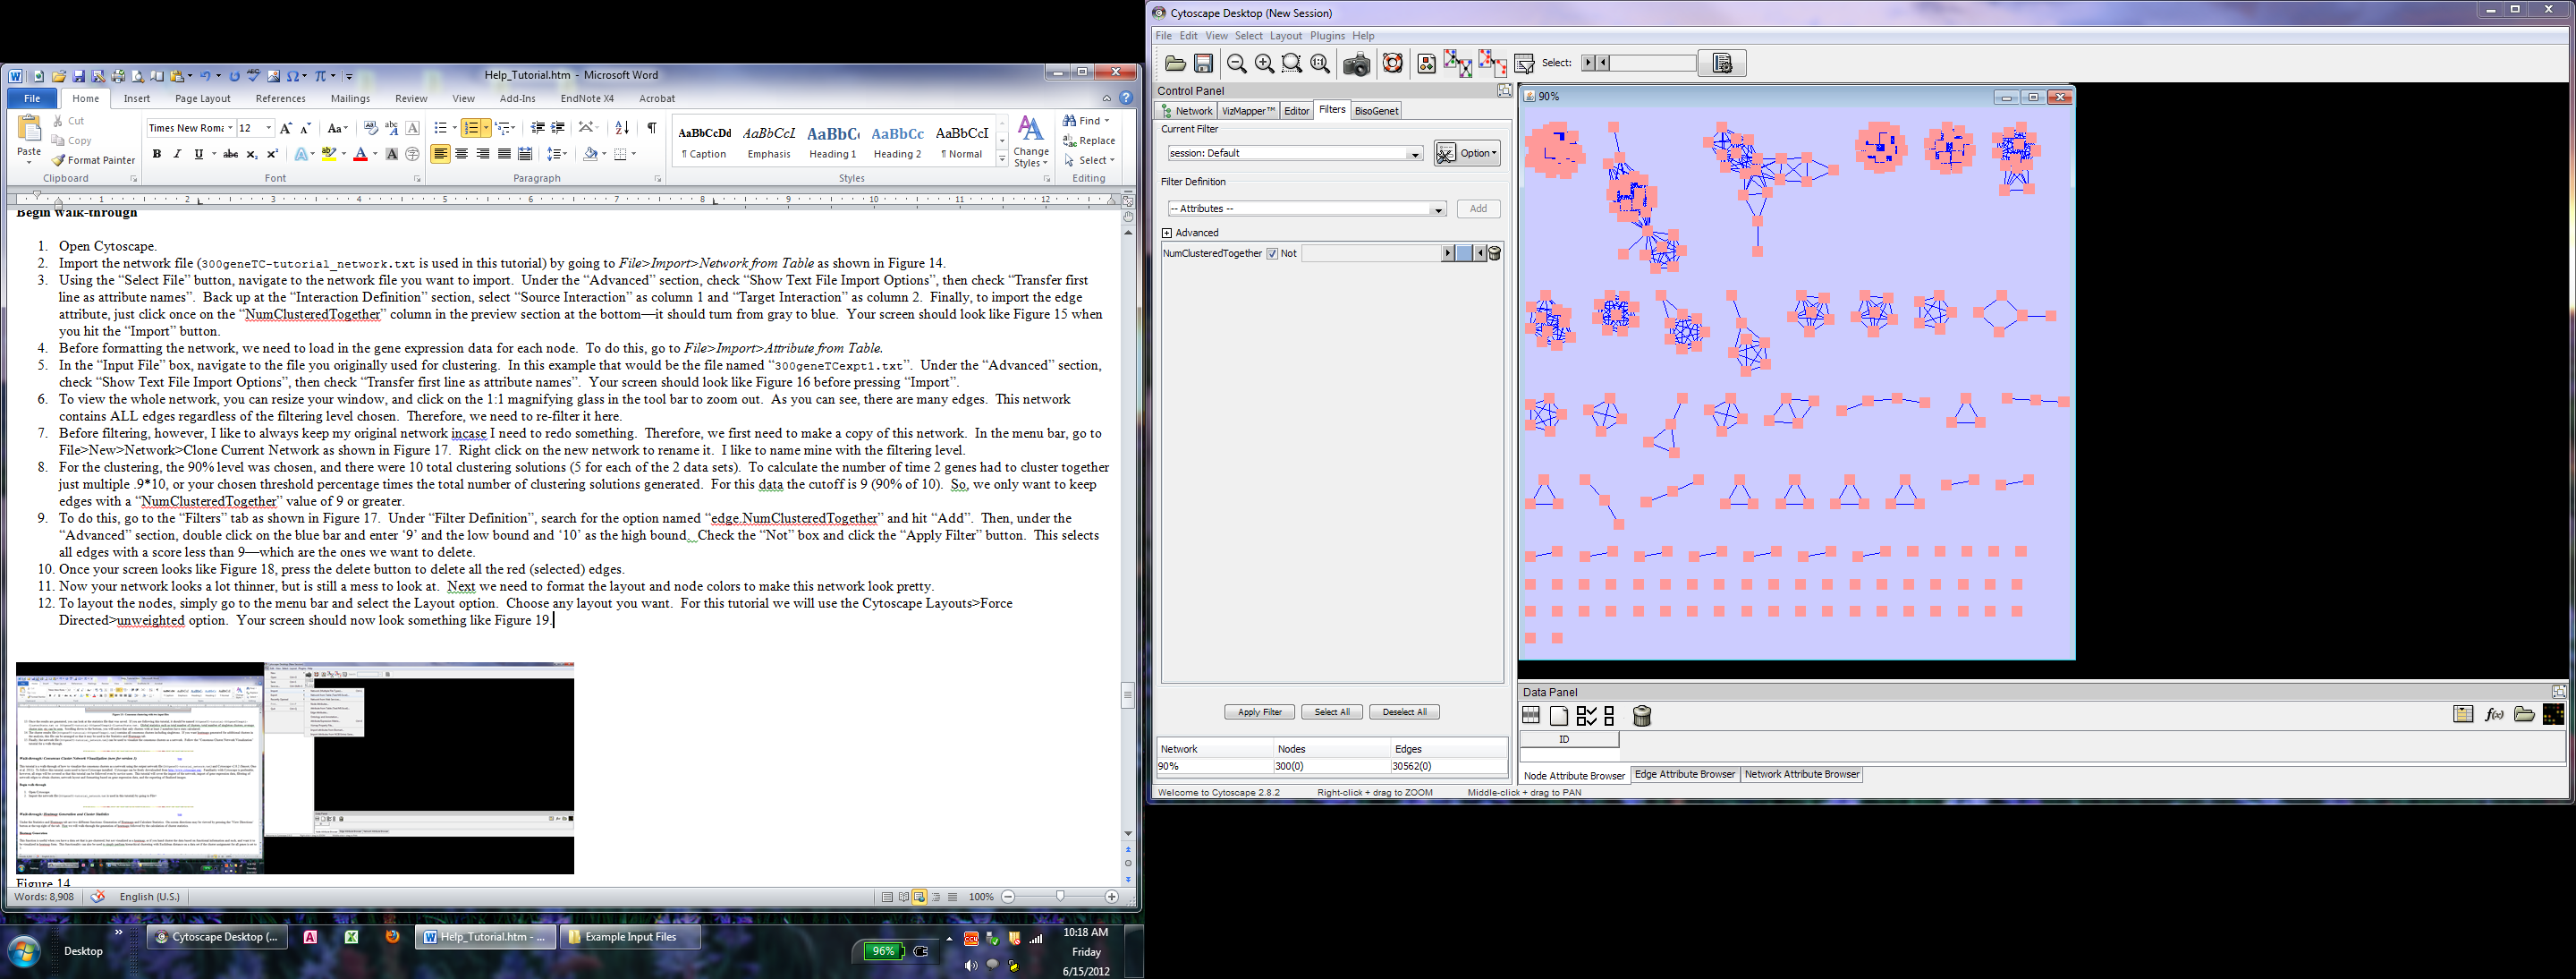 Help_Tutorial.htm - Microsoft Word
File Home Insert Page Layout References Mailings Review View Add-Ins EndNote X4 Acrobat
Paste
Cut
Copy
Format Painter
Clipboard
Times New Roma 12
Font
Paragraph
AaBbCcDd AaBbCcL AaBbC AaBbCc AaBbCcI
¶ Caption Emphasis Heading 1 Heading 2 ¶ Normal
Change Styles
Styles
Find
Replace
Select
Editing
1 2 3 4 5 6 7 8 9 10 11 12
Begin walk-through
1. Open Cytoscape.
2. Import the network file (300geneTC-tutorial_network.txt is used in this tutorial) by going to File>Import>Network from Table as shown in Figure 14.
3. Using the “Select File” button, navigate to the network file you want to import. Under the “Advanced” section, check “Show Text File Import Options”, then check “Transfer first
line as attribute names”. Back up at the “Interaction Definition” section, select “Source Interaction” as column 1 and “Target Interaction” as column 2. Finally, to import the edge
attribute, just click once on the “NumClusteredTogether” column in the preview section at the bottom—it should turn from gray to blue. Your screen should look like Figure 15 when
you hit the “Import” button.
4. Before formatting the network, we need to load in the gene expression data for each node. To do this, go to File>Import>Attribute from Table.
5. In the “Input File” box, navigate to the file you originally used for clustering. In this example that would be the file named “300geneTCexpt1.txt”. Under the “Advanced” section,
check “Show Text File Import Options”, then check “Transfer first line as attribute names”. Your screen should look like Figure 16 before pressing “Import”.
6. To view the whole network, you can resize your window, and click on the 1:1 magnifying glass in the tool bar to zoom out. As you can see, there are many edges. This network
contains ALL edges regardless of the filtering level chosen. Therefore, we need to re-filter it here.
7. Before filtering, however, I like to always keep my original network incase I need to redo something. Therefore, we first need to make a copy of this network. In the menu bar, go to
File>New>Network>Clone Current Network as shown in Figure 17. Right click on the new network to rename it. I like to name mine with the filtering level.
8. For the clustering, the 90% level was chosen, and there were 10 total clustering solutions (5 for each of the 2 data sets). To calculate the number of time 2 genes had to cluster together
just multiple .9*10, or your chosen threshold percentage times the total number of clustering solutions generated. For this data the cutoff is 9 (90% of 10). So, we only want to keep
edges with a “NumClusteredTogether” value of 9 or greater.
9. To do this, go to the “Filters” tab as shown in Figure 17. Under “Filter Definition”, search for the option named “edge.NumClusteredTogether” and hit “Add”. Then, under the
“Advanced” section, double click on the blue bar and enter ‘9’ and the low bound and ‘10’ as the high bound. Check the “Not” box and click the “Apply Filter” button. This selects
all edges with a score less than 9—which are the ones we want to delete.
10. Once your screen looks like Figure 18, press the delete button to delete all the red (selected) edges.
11. Now your network looks a lot thinner, but is still a mess to look at. Next we need to format the layout and node colors to make this network look pretty.
12. To layout the nodes, simply go to the menu bar and select the Layout option. Choose any layout you want. For this tutorial we will use the Cytoscape Layouts>Force
Directed>unweighted option. Your screen should now look something like Figure 19.
Figure 14
Words: 8,908 English (U.S.) 100%
Desktop
Cytoscape Desktop (...
Help_Tutorial.htm - ...
Example Input Files
96%
10:18 AM
Friday
6/15/2012
Cytoscape Desktop (New Session)
File Edit View Select Layout Plugins Help
Select:
Control Panel
Network VizMapper™ Editor Filters BisoGenet
Current Filter
session: Default
Option
Filter Definition
-- Attributes --
Add
Advanced
NumClusteredTogether Not
Apply Filter Select All Deselect All
Network Nodes Edges
90% 300(0) 30562(0)
Welcome to Cytoscape 2.8.2 Right-click + drag to ZOOM Middle-click + drag to PAN
90%
Data Panel
f(x)
ID
Node Attribute Browser Edge Attribute Browser Network Attribute Browser